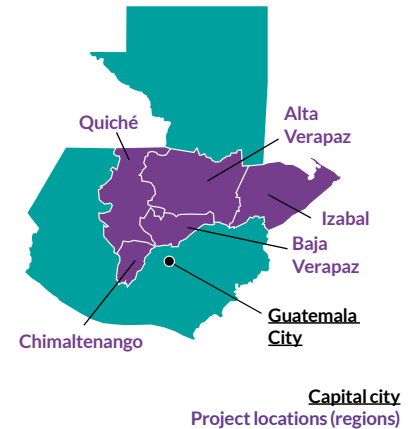 Quiché
Alta
Verapaz
Izabal
Baja
Verapaz
Guatemala
City
Chimaltenango
Capital city
Project locations (regions)